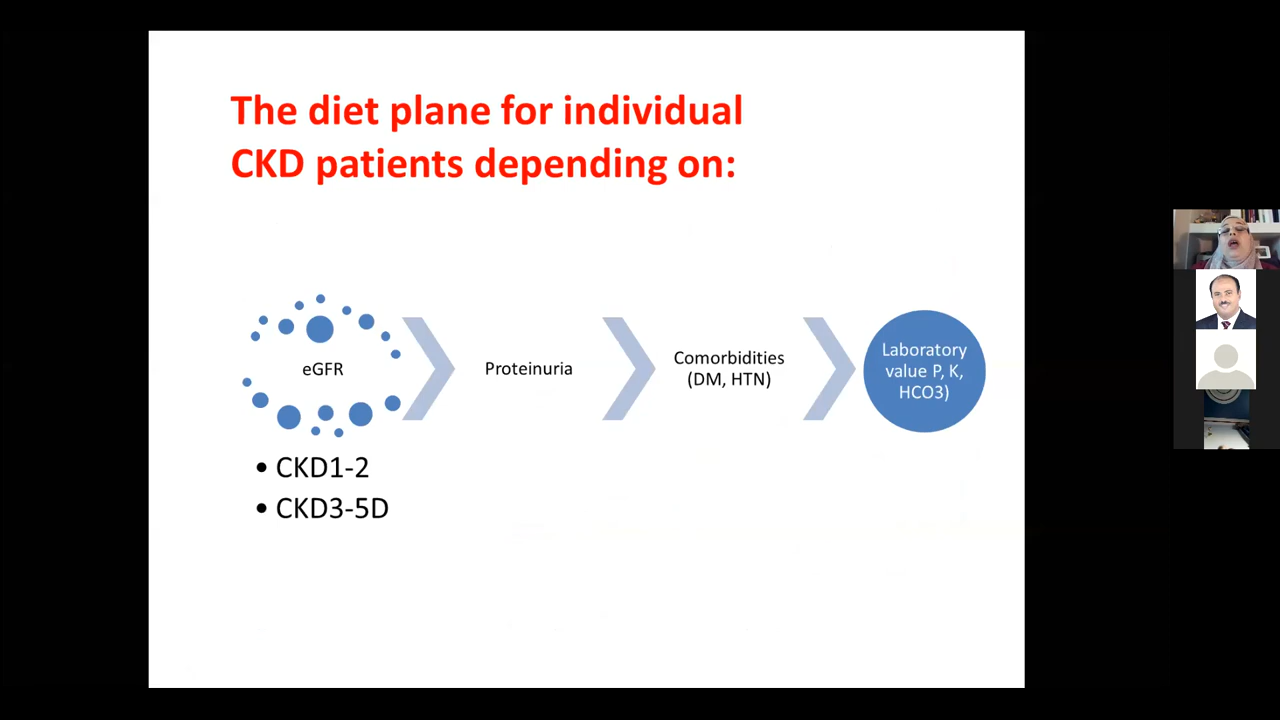 The diet plane for individual
CKD patients depending on:
eGFR
Proteinuria
Comorbidities
(DM, HTN)
Laboratory
value P, K,
HCO3)
• CKD1-2
• CKD3-5D